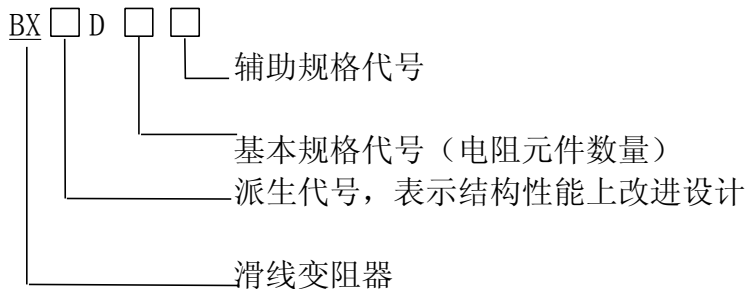 BX□D□□
辅助规格代号
基本规格代号（电阻元件数量）
派生代号，表示结构性能上改进设计
滑线变阻器